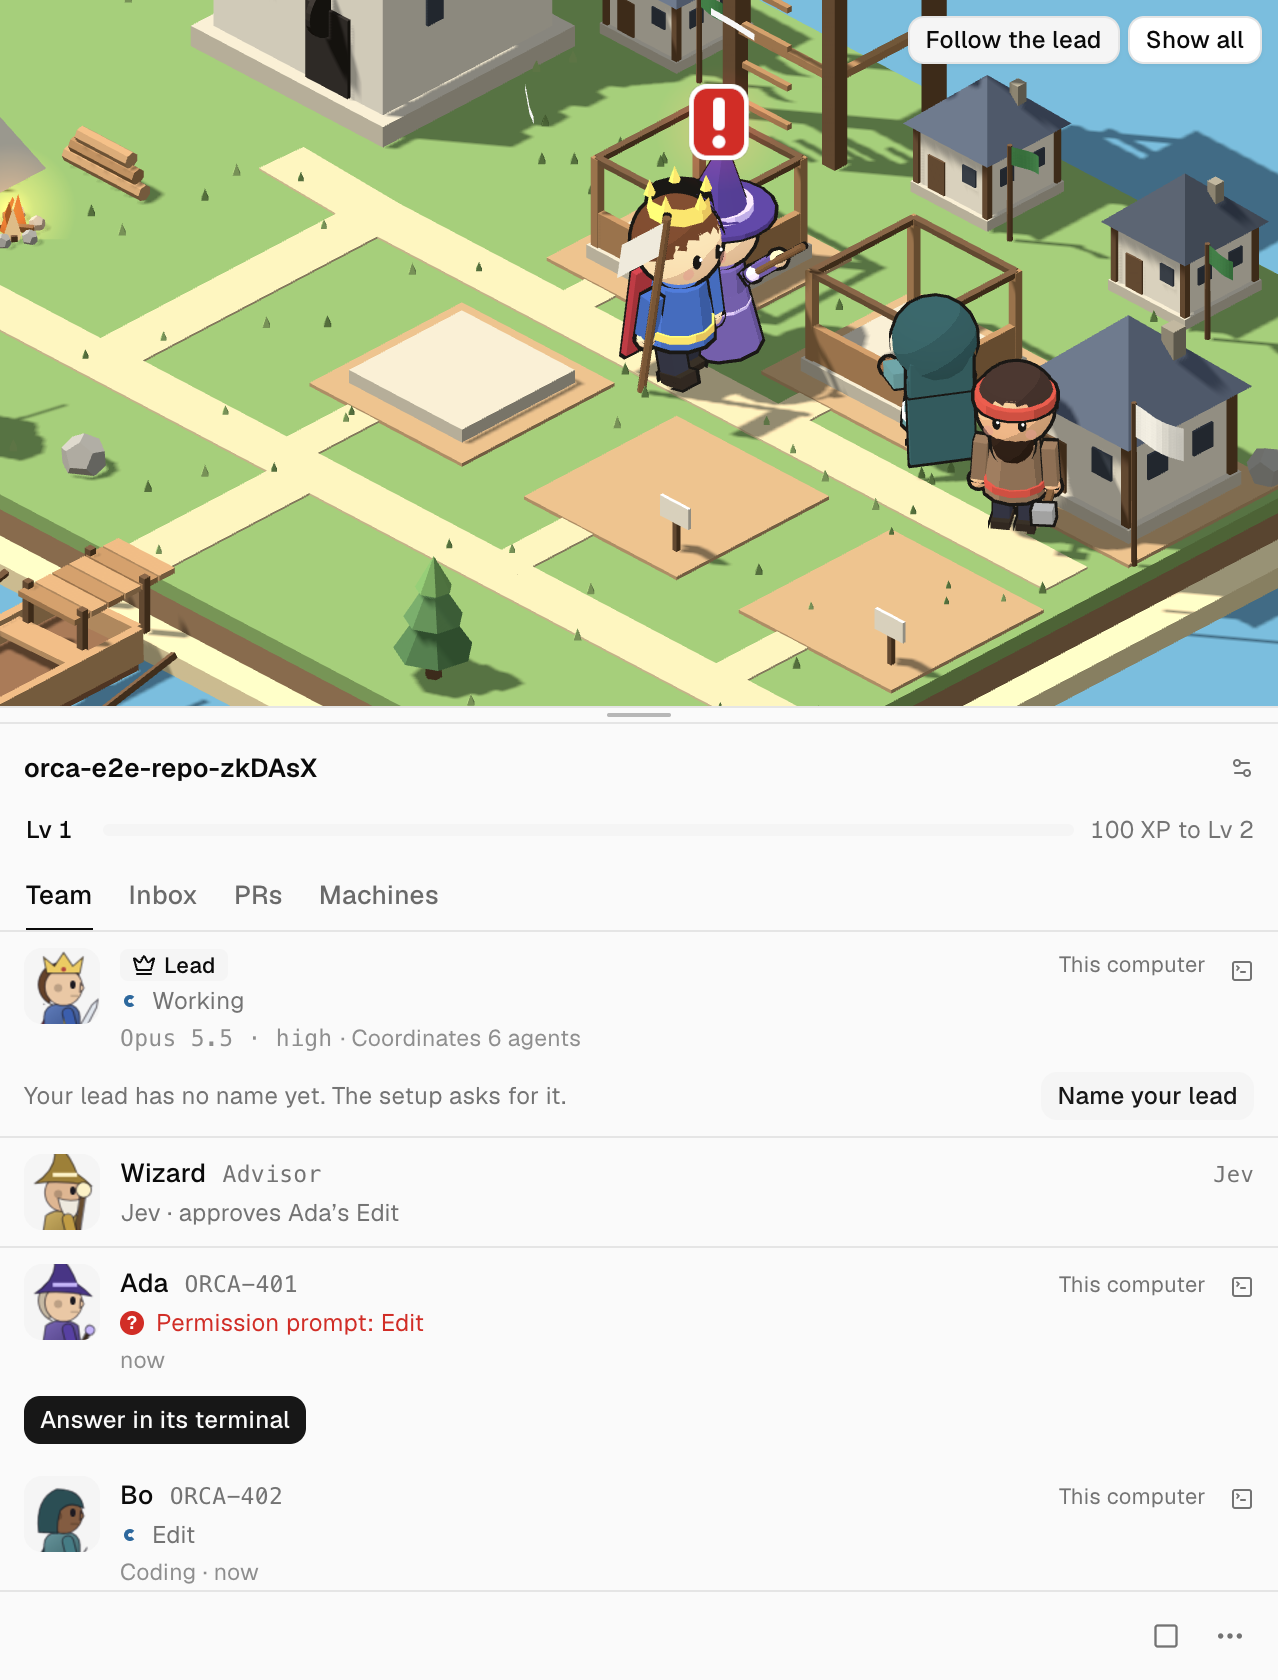 Follow the lead
Show all
orca-e2e-repo-zkDAsX
Lv 1
100 XP to Lv 2
Team
Inbox
PRs
Machines
Lead
This computer
Working
Opus 5.5 · high · Coordinates 6 agents
Your lead has no name yet. The setup asks for it.
Name your lead
Wizard Advisor
Jev
Jev · approves Ada’s Edit
Ada ORCA-401
This computer
Permission prompt: Edit
now
Answer in its terminal
Bo ORCA-402
This computer
Edit
Coding · now